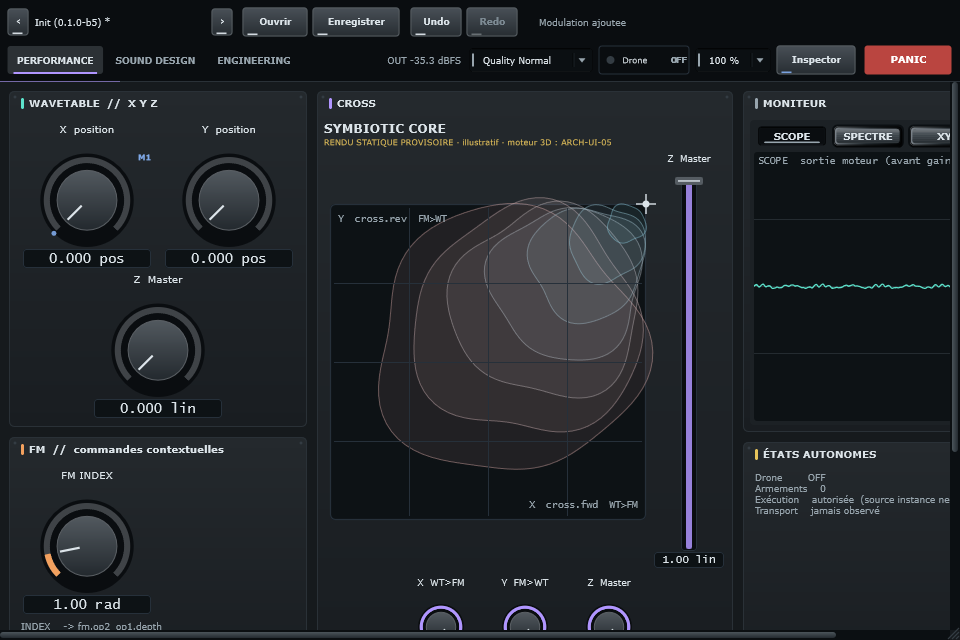 < Init (0.1.0-b5) * > Ouvrir Enregistrer Undo Redo Modulation ajoutee
PERFORMANCE SOUND DESIGN ENGINEERING OUT -35.3 dBFS Quality Normal Drone OFF 100 % Inspector PANIC
WAVETABLE // X Y Z
X position Y position
M1
0.000 pos 0.000 pos
Z Master
0.000 lin
FM // commandes contextuelles
FM INDEX
1.00 rad
INDEX -> fm.op2_op1.depth
CROSS
SYMBIOTIC CORE
RENDU STATIQUE PROVISOIRE · illustratif · moteur 3D : ARCH-UI-05
Z Master
Y cross.rev FM>WT
X cross.fwd WT>FM
1.00 lin
X WT>FM Y FM>WT Z Master
MONITEUR
SCOPE SPECTRE XY
SCOPE sortie moteur (avant gain
ÉTATS AUTONOMES
Drone OFF
Armements 0
Exécution autorisée (source instance ne
Transport jamais observé